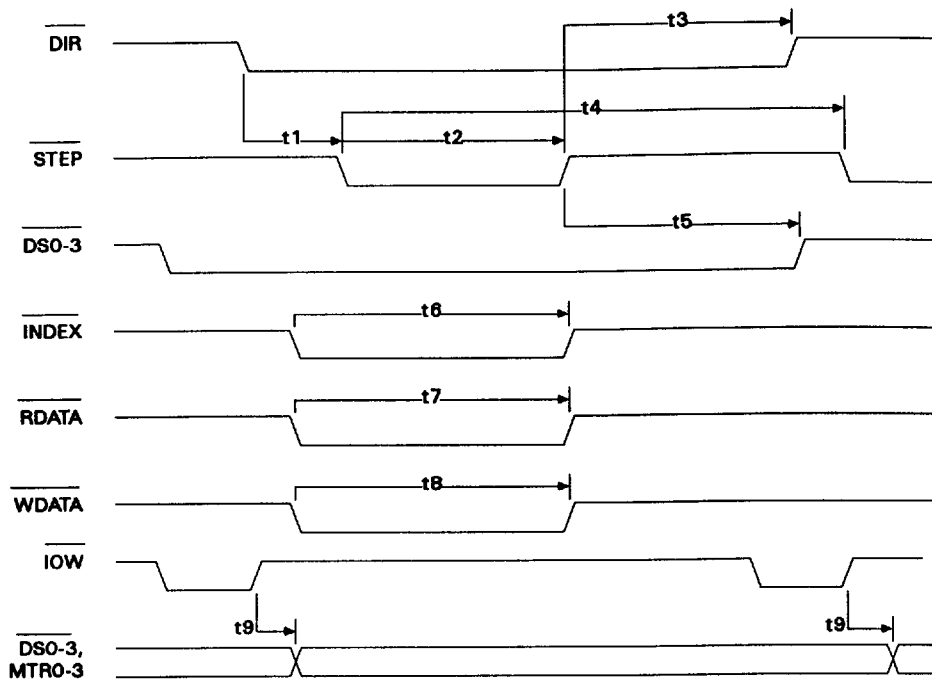 t3
DIR
t4
t1
t2
STEP
t5
DS0-3
t6
INDEX
t7
RDATA
t8
WDATA
IOW
t9
t9
DS0-3,
MTR0-3